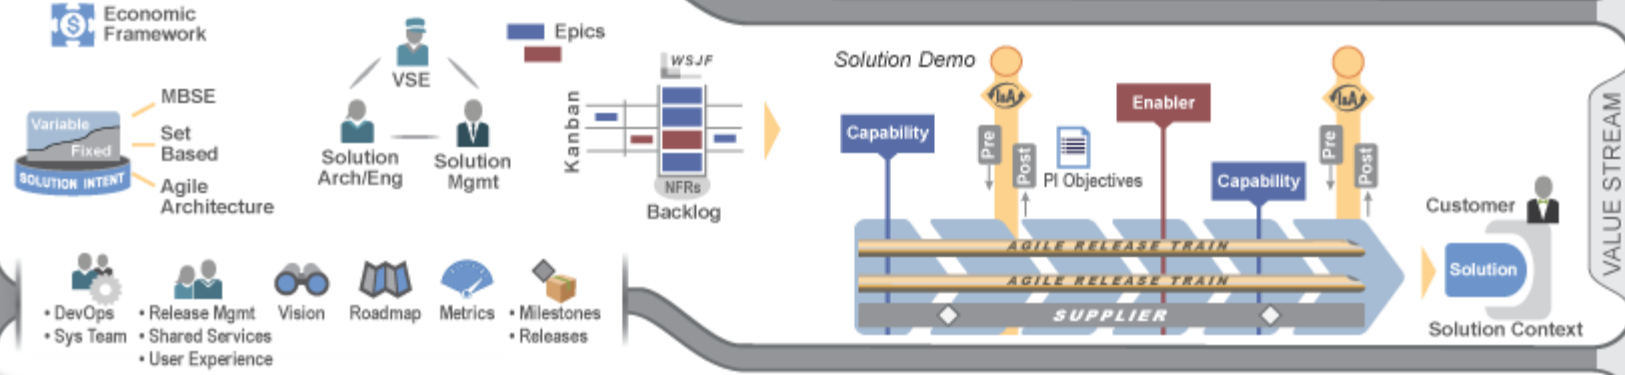 Economic
Framework
MBSE
Variable
Fixed
SOLUTION INTENT
Set
Based
Agile
Architecture
VSE
Solution
Arch/Eng
Solution
Mgmt
Epics
WSJF
Kanban
NFRs
Backlog
Solution Demo
I&A
I&A
Capability
Enabler
Capability
Pre
Post
PI Objectives
Pre
Post
AGILE RELEASE TRAIN
AGILE RELEASE TRAIN
SUPPLIER
Customer
Solution
Solution Context
VALUE STREAM
• DevOps
• Sys Team
• Release Mgmt
• Shared Services
• User Experience
Vision
Roadmap
Metrics
• Milestones
• Releases